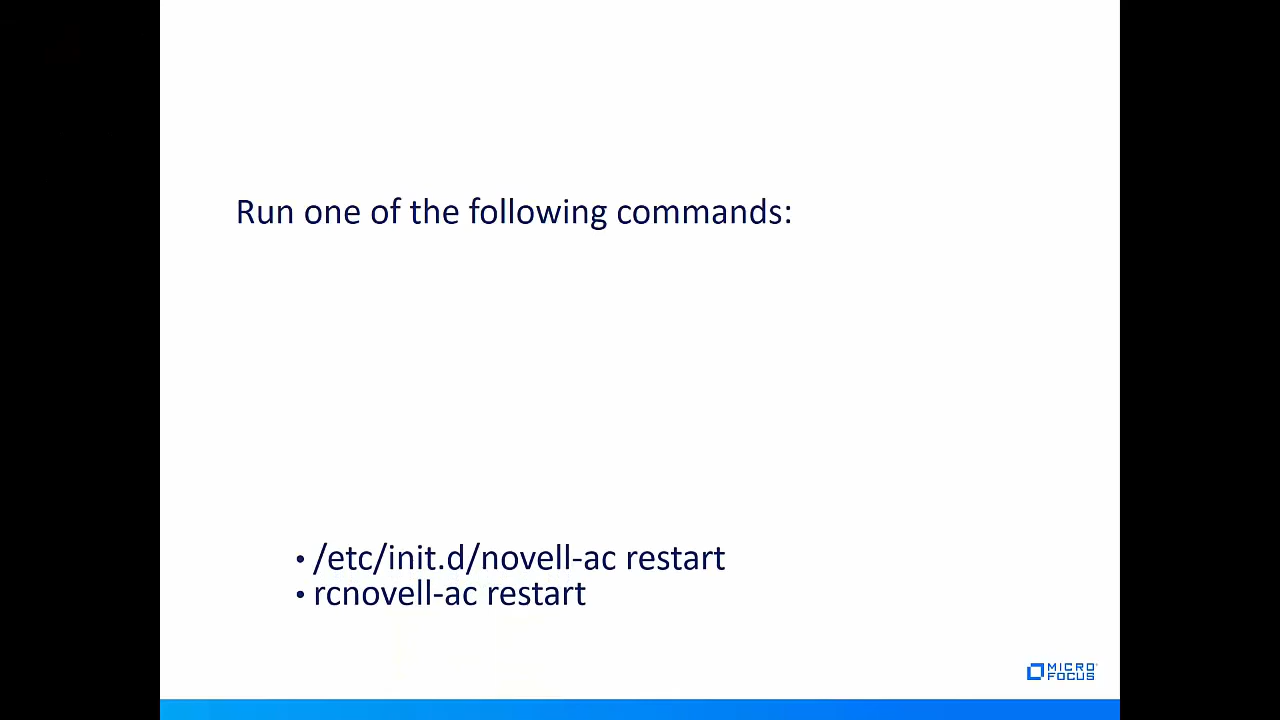 Run one of the following commands:
• /etc/init.d/novell-ac restart
• rcnovell-ac restart
MICRO
FOCUS